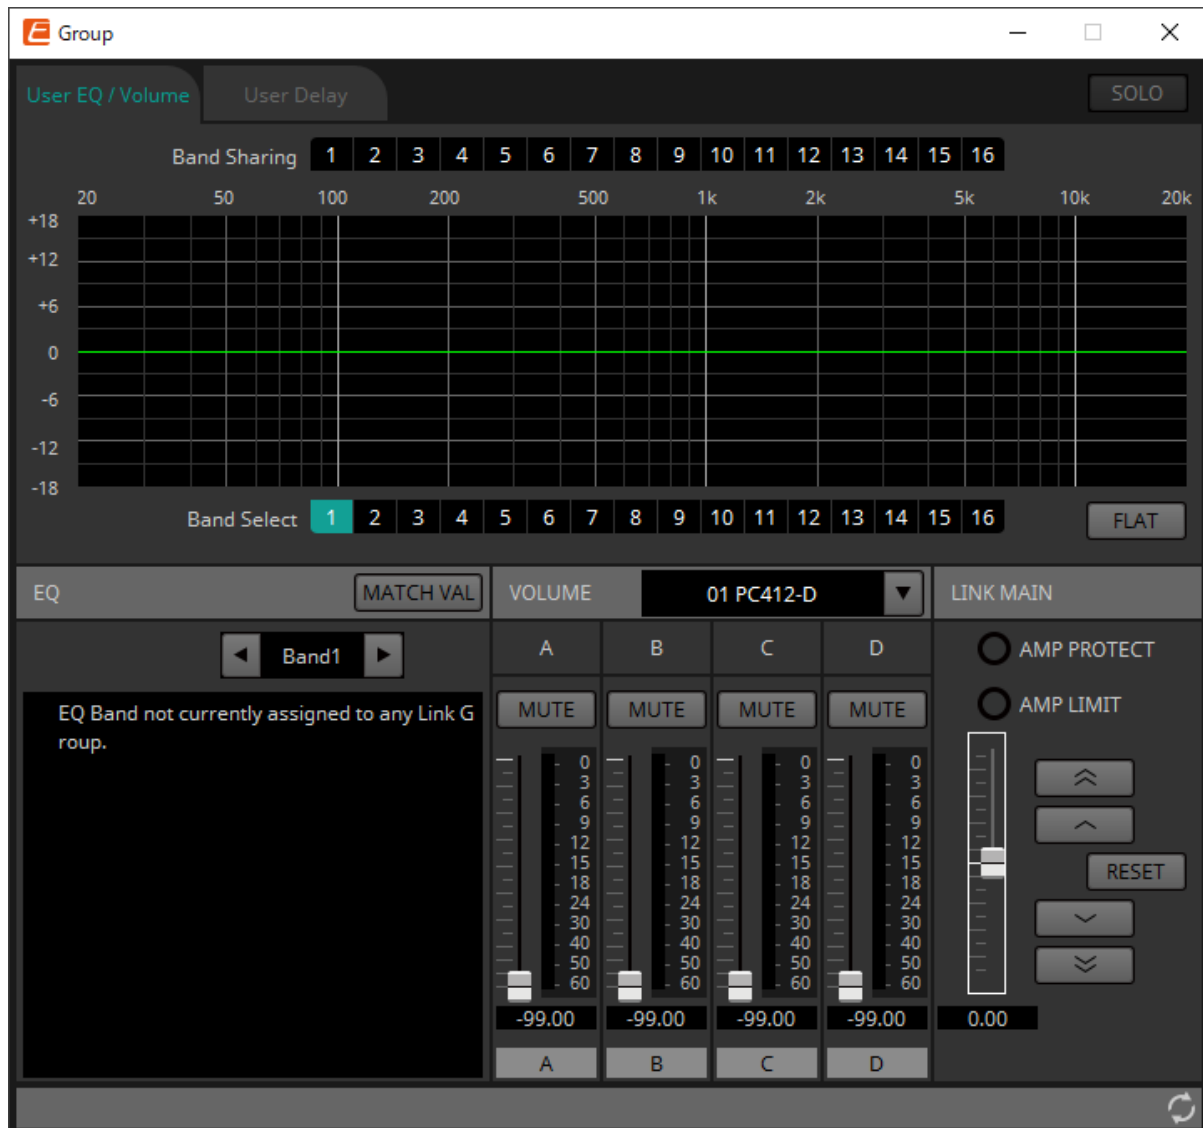 Group
User EQ / Volume User Delay SOLO
Band Sharing 1 2 3 4 5 6 7 8 9 10 11 12 13 14 15 16
20 50 100 200 500 1k 2k 5k 10k 20k
+18
+12
+6
0
-6
-12
-18
Band Select 1 2 3 4 5 6 7 8 9 10 11 12 13 14 15 16 FLAT
EQ MATCH VAL VOLUME 01 PC412-D LINK MAIN
Band1 A B C D AMP PROTECT
EQ Band not currently assigned to any Link G
roup.
MUTE MUTE MUTE MUTE AMP LIMIT
0 0 0 0
3 3 3 3
6 6 6 6
9 9 9 9
12 12 12 12
15 15 15 15 RESET
18 18 18 18
24 24 24 24
30 30 30 30
40 40 40 40
50 50 50 50
60 60 60 60
-99.00 -99.00 -99.00 -99.00 0.00
A B C D